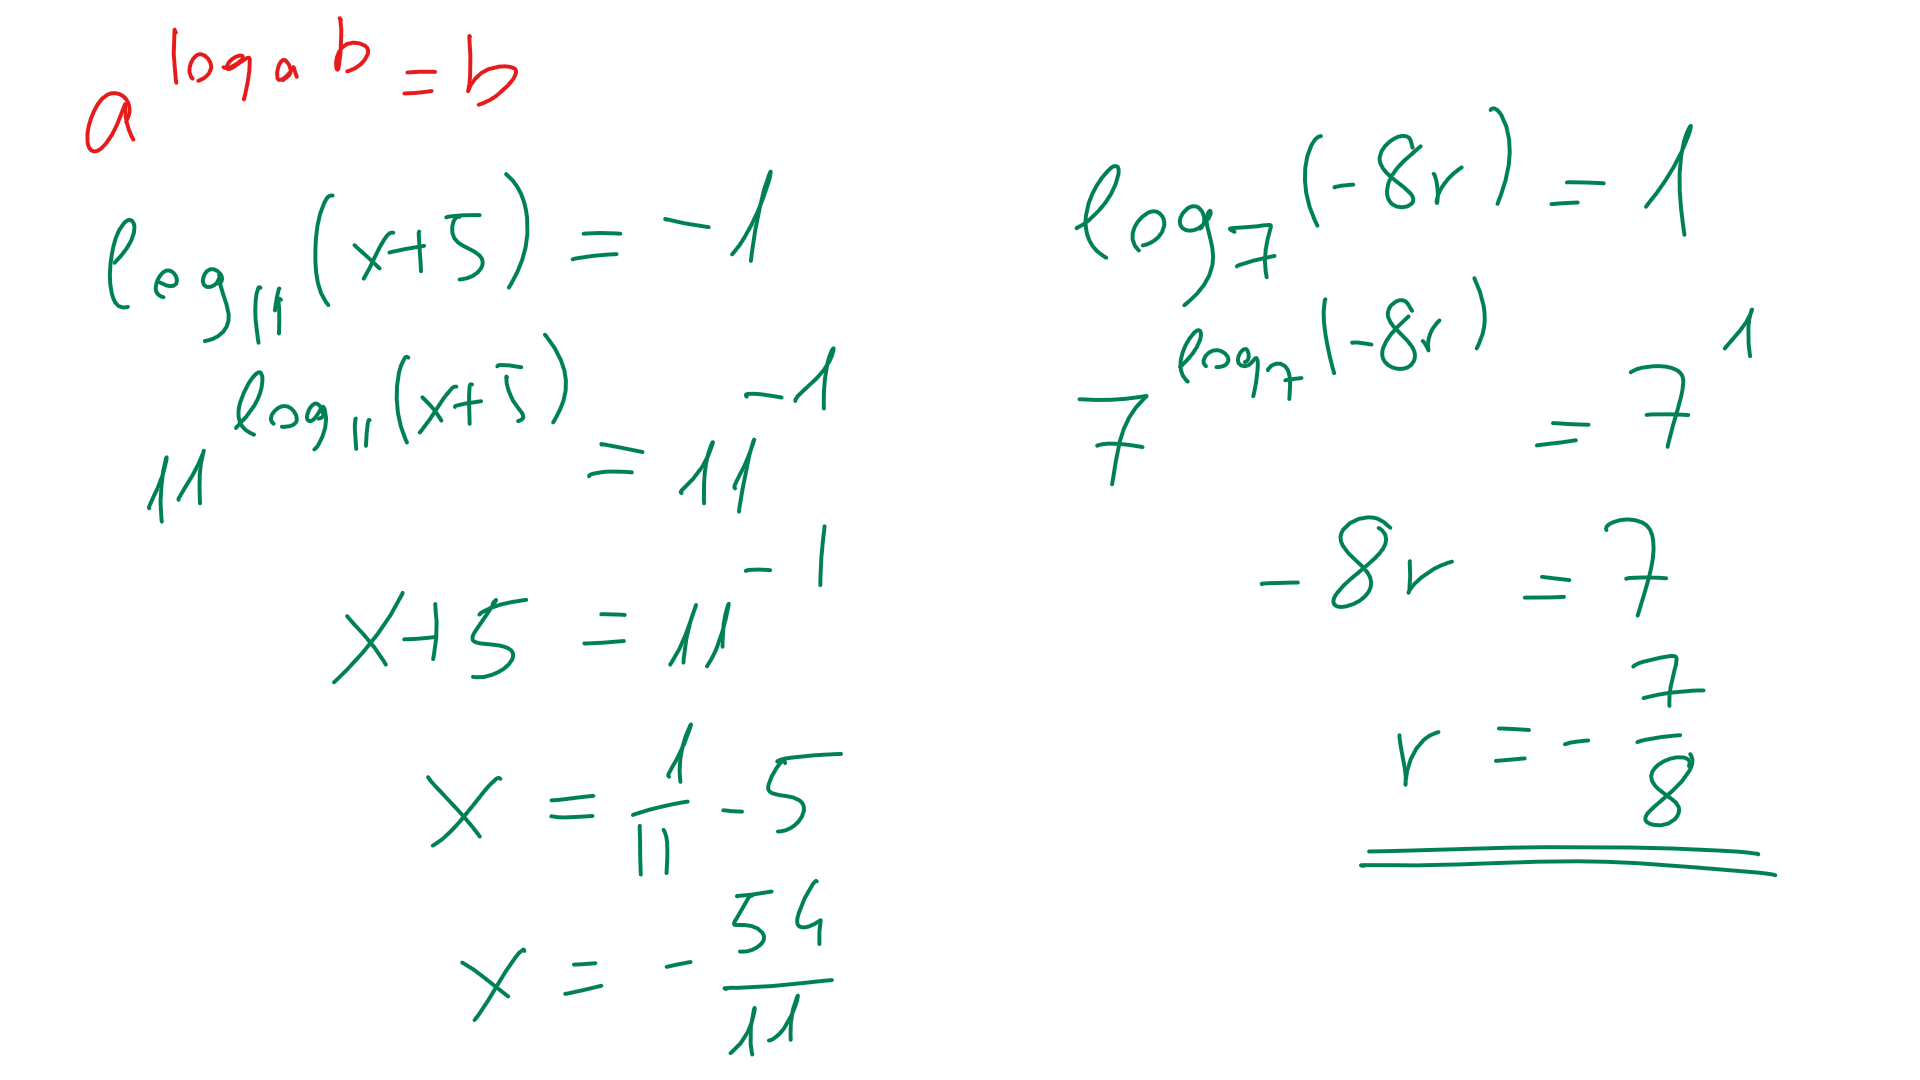 a^{log_a b} = b
log_{11} (x+5) = -1
11^{log_{11} (x+5)} = 11^{-1}
x+5 = 11^{-1}
x = \frac{1}{11} - 5
x = - \frac{54}{11}
log_7 (-8r) = 1
7^{log_7 (-8r)} = 7^1
-8r = 7
r = - \frac{7}{8}